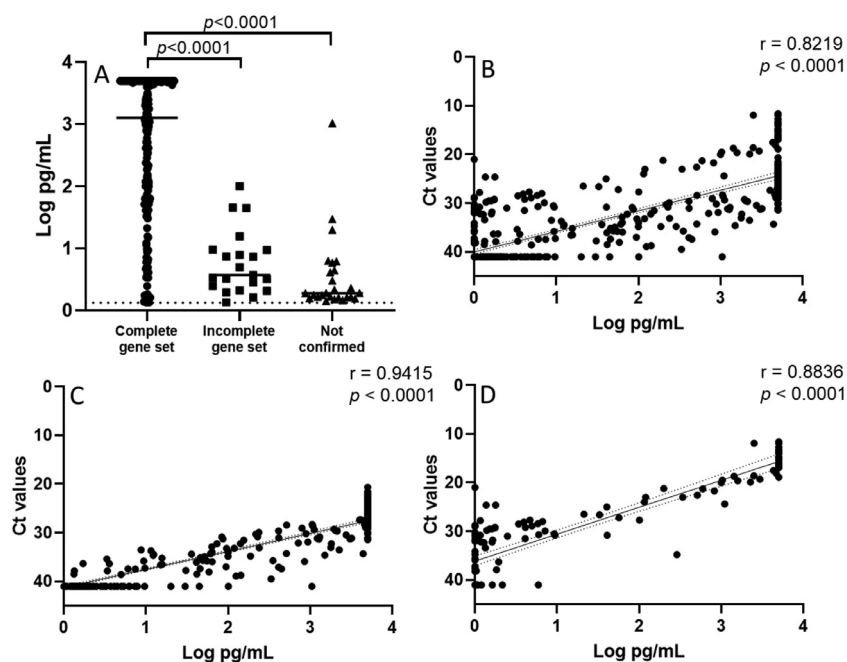 p<0.0001
p<0.0001
A
Log pg/mL
4
3
2
1
0
Complete gene set
Incomplete gene set
Not confirmed
B
r = 0.8219
p < 0.0001
Ct values
0
10
20
30
40
0 1 2 3 4
Log pg/mL
C
r = 0.9415
p < 0.0001
Ct values
0
10
20
30
40
0 1 2 3 4
Log pg/mL
D
r = 0.8836
p < 0.0001
Ct values
0
10
20
30
40
0 1 2 3 4
Log pg/mL